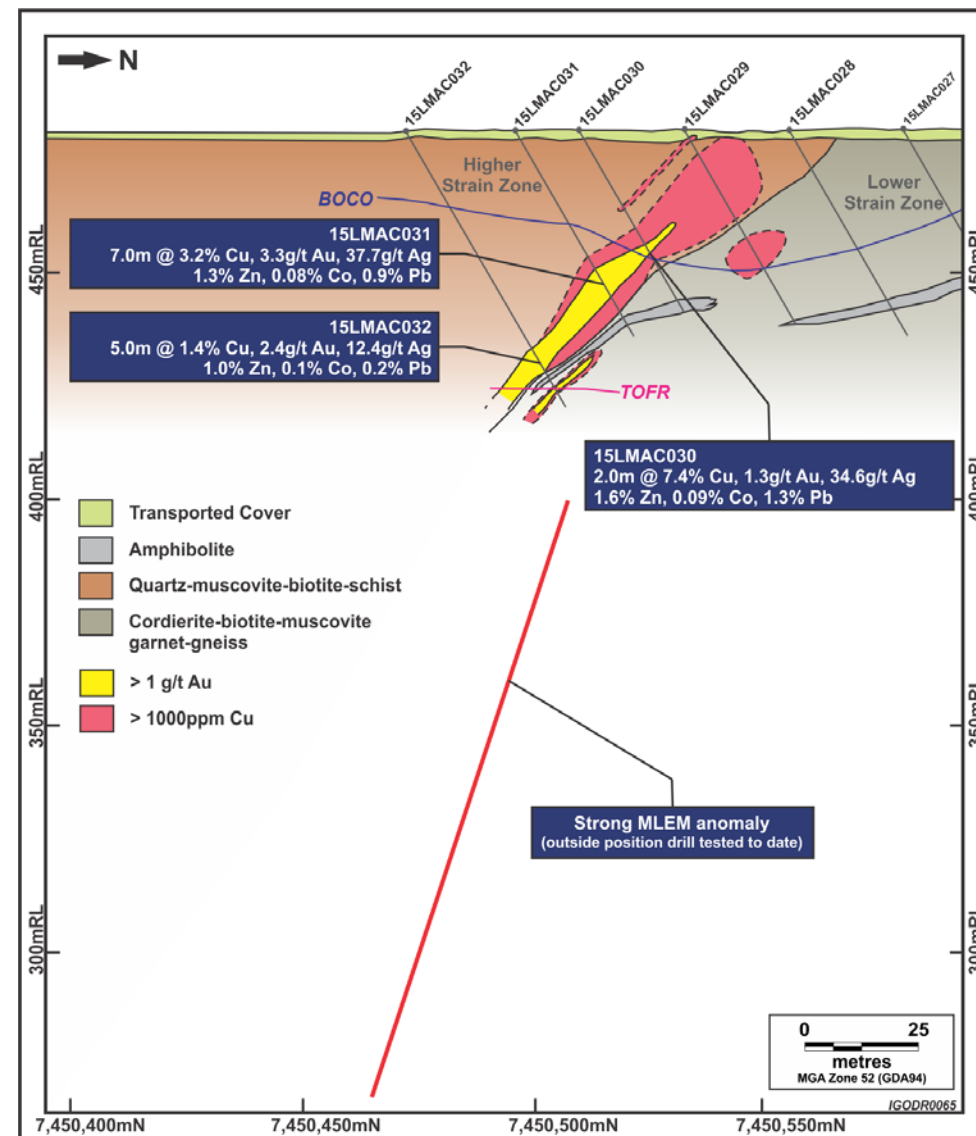 N
15LMAC032
15LMAC031
15LMAC030
15LMAC029
15LMAC028
15LMAC027
Higher
Strain Zone
Lower
Strain Zone
BOCO
15LMAC031
7.0m @ 3.2% Cu, 3.3g/t Au, 37.7g/t Ag
1.3% Zn, 0.08% Co, 0.9% Pb
450mRL
450mRL
15LMAC032
5.0m @ 1.4% Cu, 2.4g/t Au, 12.4g/t Ag
1.0% Zn, 0.1% Co, 0.2% Pb
TOFR
15LMAC030
2.0m @ 7.4% Cu, 1.3g/t Au, 34.6g/t Ag
1.6% Zn, 0.09% Co, 1.3% Pb
400mRL
400mRL
Transported Cover
Amphibolite
Quartz-muscovite-biotite-schist
Cordierite-biotite-muscovite
garnet-gneiss
> 1 g/t Au
> 1000ppm Cu
350mRL
350mRL
Strong MLEM anomaly
(outside position drill tested to date)
300mRL
300mRL
0 25
metres
MGA Zone 52 (GDA94)
IGODR0065
7,450,400mN
7,450,450mN
7,450,500mN
7,450,550mN